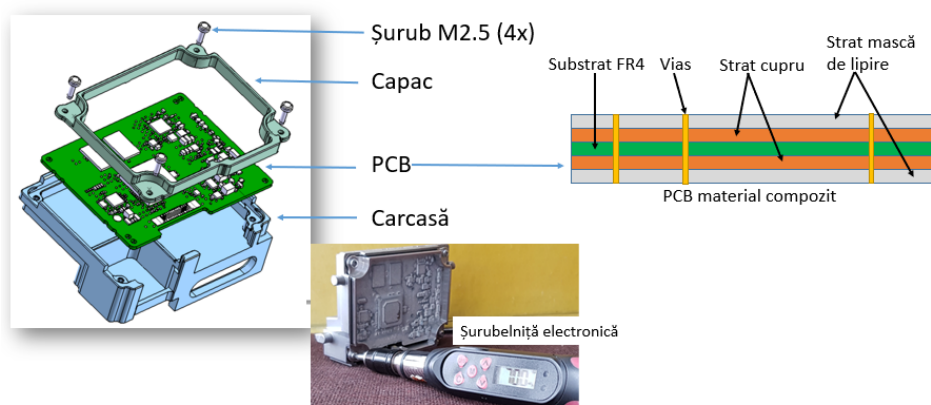 Șurub M2.5 (4x)
Capac
PCB
Carcasă
Șurubelniță electronică
Substrat FR4
Vias
Strat cupru
Strat mască
de lipire
PCB material compozit